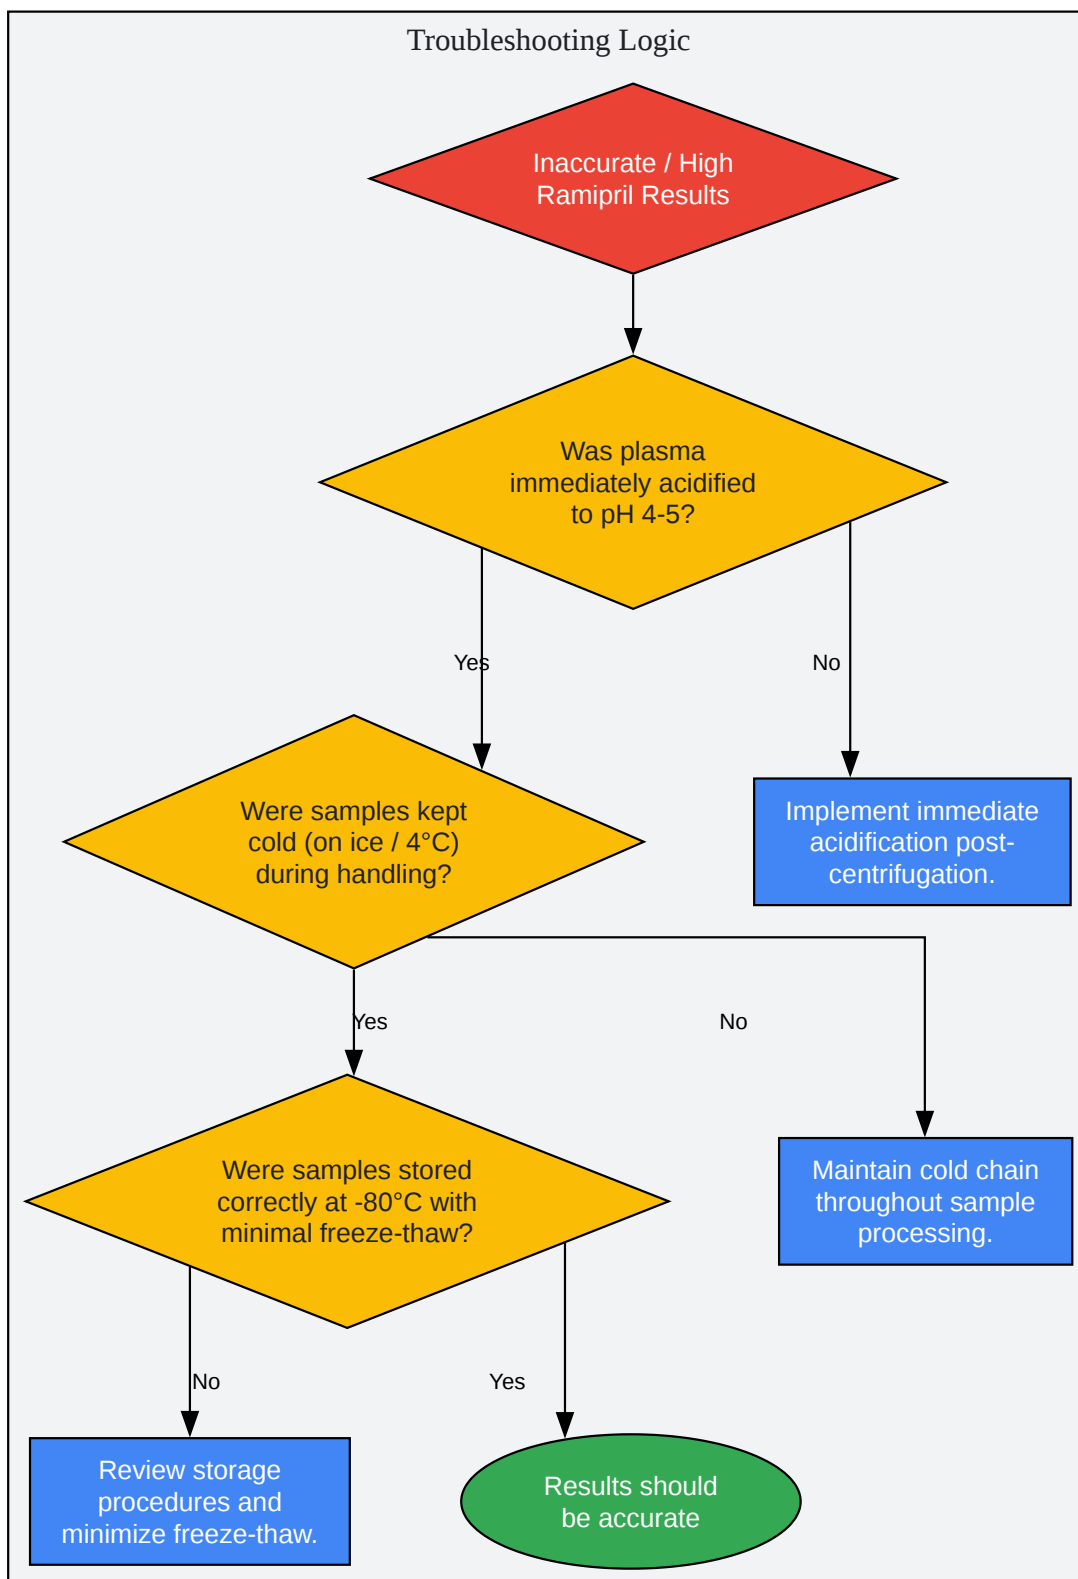 Troubleshooting Logic
Inaccurate / High
Ramipril Results
Was plasma
immediately acidified
to pH 4-5?
Yes
No
Were samples kept
cold (on ice / 4°C)
during handling?
Implement immediate
acidification post-
centrifugation.
Yes
No
Were samples stored
correctly at -80°C with
minimal freeze-thaw?
Maintain cold chain
throughout sample
processing.
No
Yes
Review storage
procedures and
minimize freeze-thaw.
Results should
be accurate